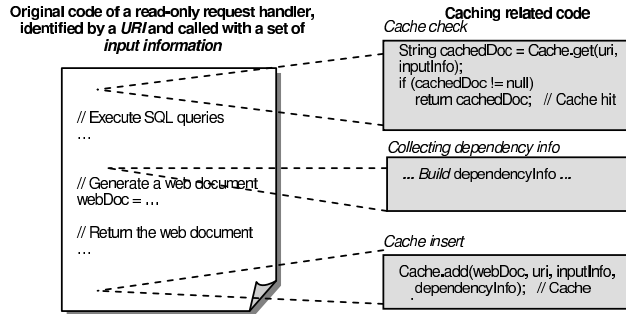 Original code of a read-only request handler,
identified by a URI and called with a set of
input information
// Execute SQL queries
...
// Generate a web document
webDoc = ...
// Return the web document
...
Caching related code
Cache check
String cachedDoc = Cache.get(uri,
inputInfo);
if (cachedDoc != null)
return cachedDoc; // Cache hit
Collecting dependency info
... Build dependencyInfo ...
Cache insert
Cache.add(webDoc, uri, inputInfo,
dependencyInfo); // Cache